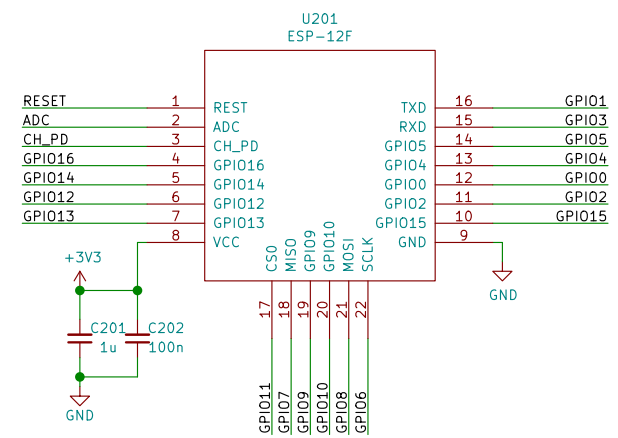 U201
ESP-12F
RESET 1 REST TXD 16 GPIO1
ADC 2 ADC RXD 15 GPIO3
CH_PD 3 CH_PD GPIO5 14 GPIO5
GPIO16 4 GPIO16 GPIO4 13 GPIO4
GPIO14 5 GPIO14 GPIO0 12 GPIO0
GPIO12 6 GPIO12 GPIO2 11 GPIO2
GPIO13 7 GPIO13 GPIO15 10 GPIO15
8 VCC GND 9
+3V3
CS0 MISO GPIO9 GPIO10 MOSI SCLK
GND
17 18 19 20 21 22
C201 C202
1u 100n
GPIO11 GPIO7 GPIO9 GPIO10 GPIO8 GPIO6
GND